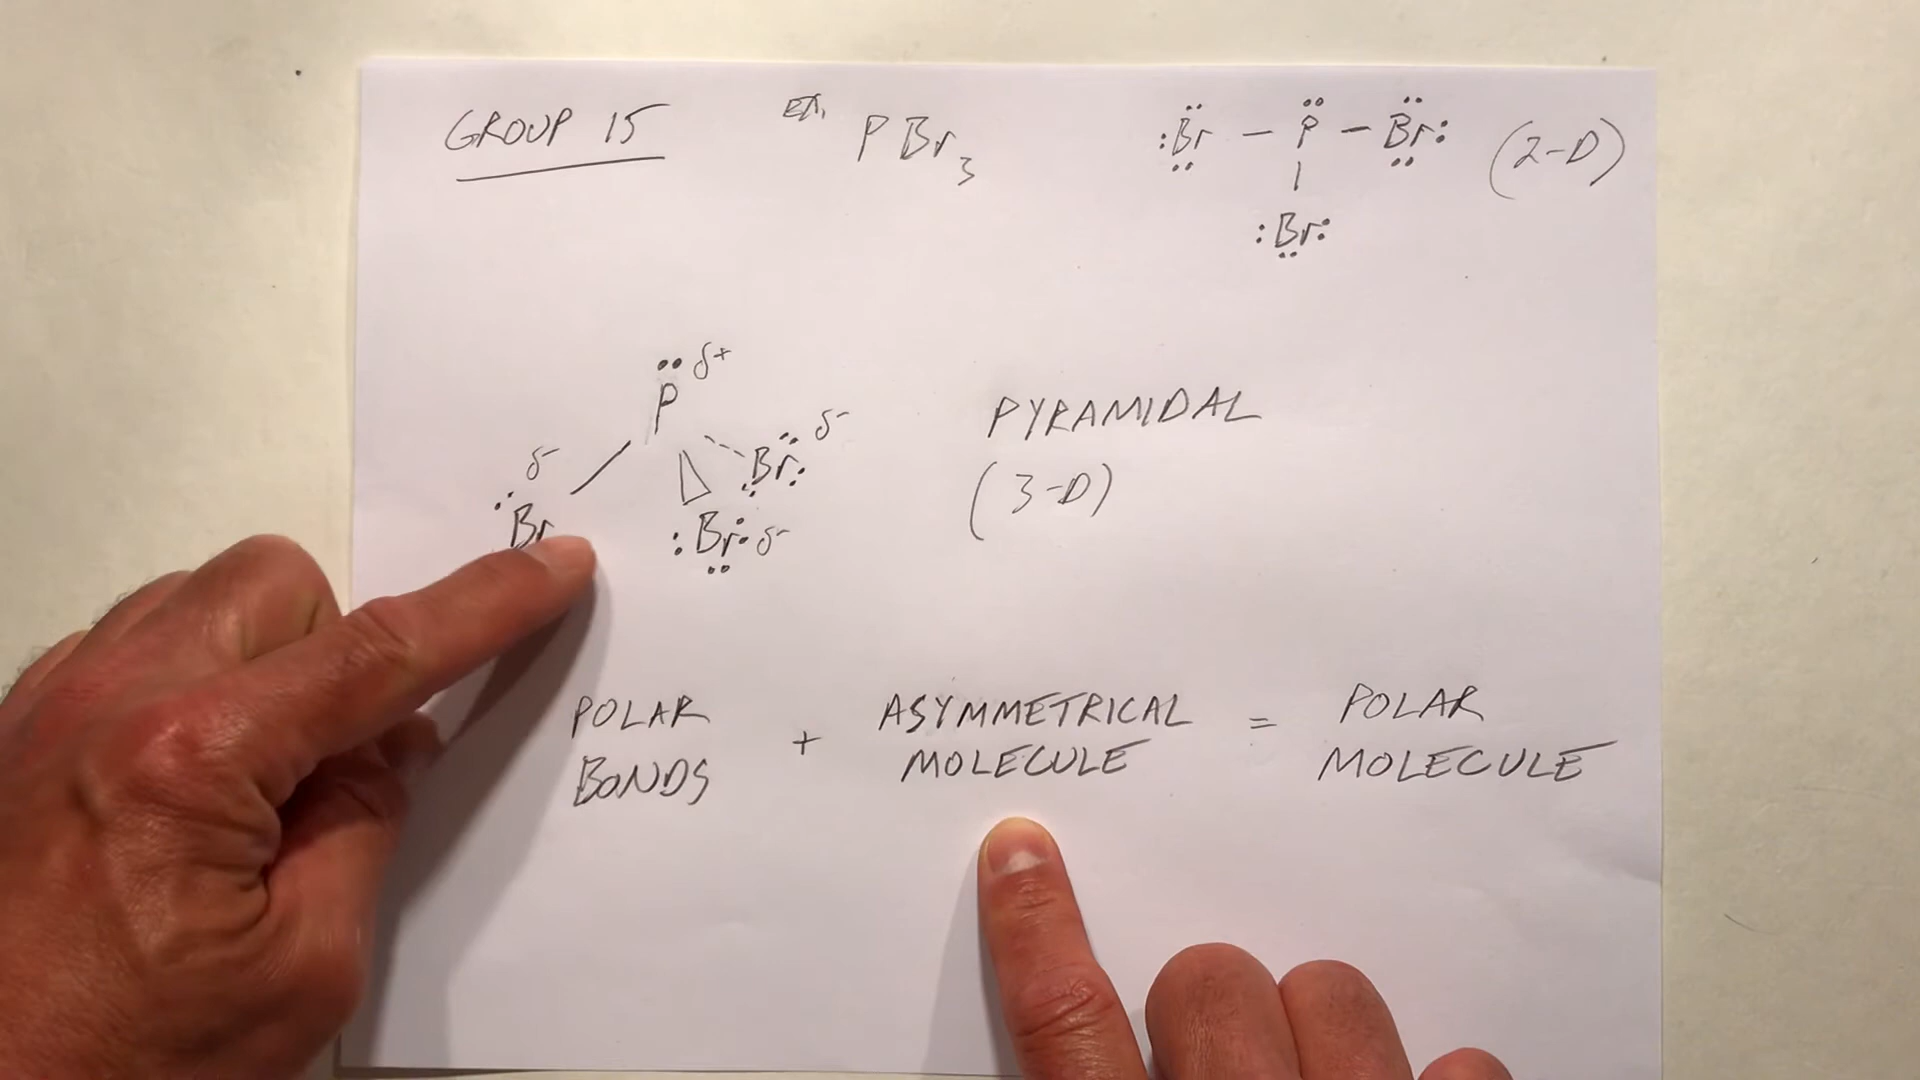 GROUP 15
EX. PBr3
:Br - P - Br: (2-D)
|
:Br:
P δ+
δ- Br
Br δ-
:Br: δ-
PYRAMIDAL
(3-D)
POLAR BONDS + ASYMMETRICAL MOLECULE = POLAR MOLECULE